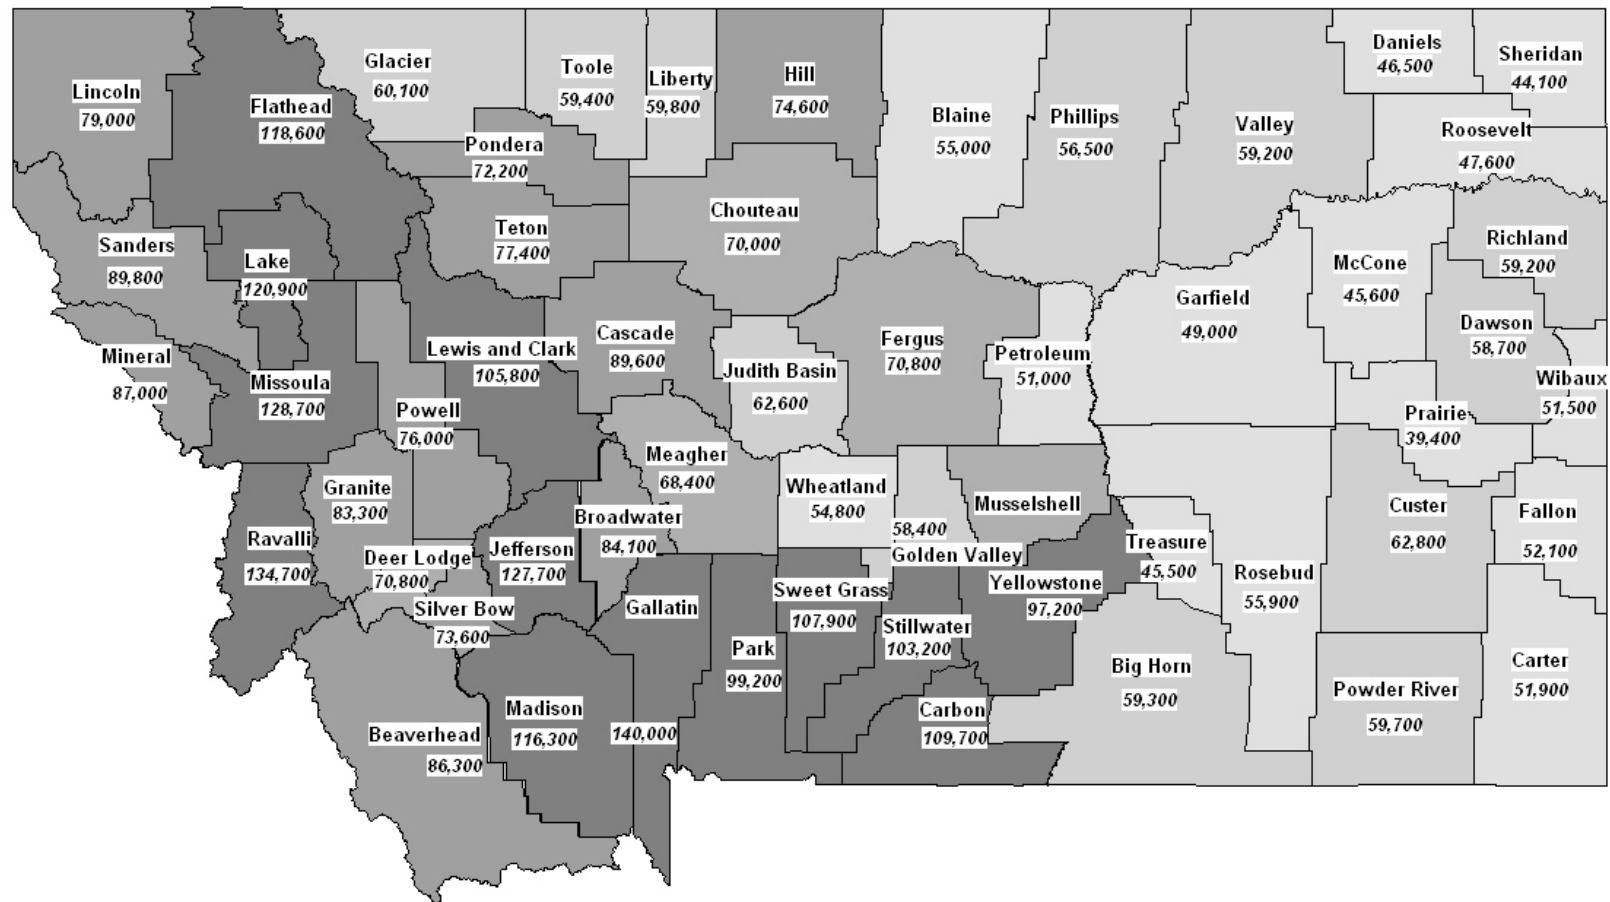 Glacier
60,100
Toole
59,400
Liberty
59,800
Hill
74,600
Daniels
46,500
Sheridan
44,100
Lincoln
79,000
Flathead
118,600
Blaine
55,000
Phillips
56,500
Valley
59,200
Roosevelt
47,600
Pondera
72,200
Teton
77,400
Chouteau
70,000
Sanders
89,800
Lake
120,900
McCone
45,600
Richland
59,200
Garfield
49,000
Dawson
58,700
Mineral
87,000
Missoula
128,700
Lewis and Clark
105,800
Cascade
89,600
Judith Basin
62,600
Fergus
70,800
Petroleum
51,000
Wibaux
51,500
Powell
76,000
Prairie
39,400
Meagher
68,400
Granite
83,300
Wheatland
54,800
Musselshell
Custer
62,800
Fallon
52,100
Broadwater
84,100
58,400
Golden Valley
Ravalli
134,700
Deer Lodge
70,800
Jefferson
127,700
Treasure
45,500
Rosebud
55,900
Silver Bow
73,600
Gallatin
Sweet Grass
107,900
Yellowstone
97,200
Stillwater
103,200
Park
99,200
Big Horn
59,300
Powder River
59,700
Carter
51,900
Beaverhead
86,300
Madison
116,300
140,000
Carbon
109,700